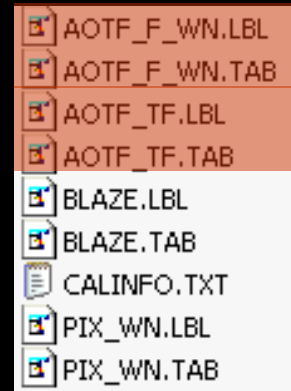 AOTF_F_WN.LBL
AOTF_F_WN.TAB
AOTF_TF.LBL
AOTF_TF.TAB
BLAZE.LBL
BLAZE.TAB
CALINFO.TXT
PIX_WN.LBL
PIX_WN.TAB